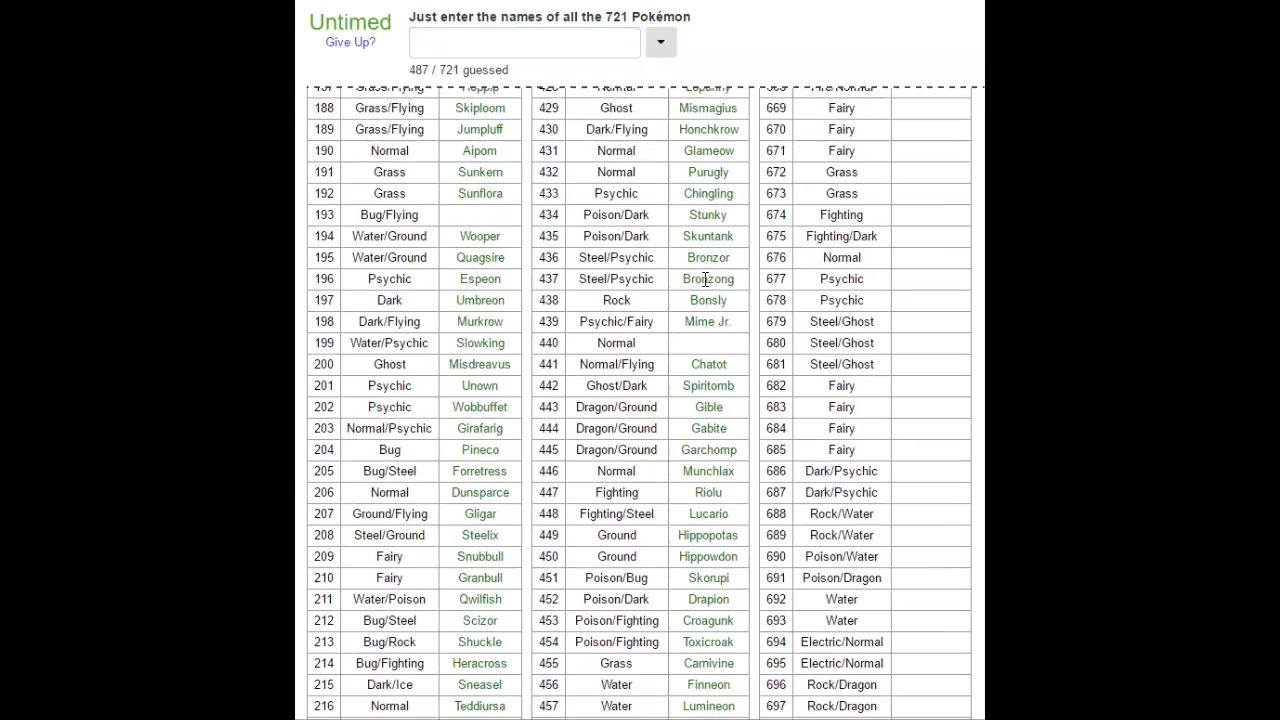 Untimed
Give Up?
Just enter the names of all the 721 Pokémon
487 / 721 guessed
188 Grass/Flying Skiploom 429 Ghost Mismagius 669 Fairy
189 Grass/Flying Jumpluff 430 Dark/Flying Honchkrow 670 Fairy
190 Normal Aipom 431 Normal Glameow 671 Fairy
191 Grass Sunkern 432 Normal Purugly 672 Grass
192 Grass Sunflora 433 Psychic Chingling 673 Grass
193 Bug/Flying 434 Poison/Dark Stunky 674 Fighting
194 Water/Ground Wooper 435 Poison/Dark Skuntank 675 Fighting/Dark
195 Water/Ground Quagsire 436 Steel/Psychic Bronzor 676 Normal
196 Psychic Espeon 437 Steel/Psychic Bronzong 677 Psychic
197 Dark Umbreon 438 Rock Bonsly 678 Psychic
198 Dark/Flying Murkrow 439 Psychic/Fairy Mime Jr. 679 Steel/Ghost
199 Water/Psychic Slowking 440 Normal 680 Steel/Ghost
200 Ghost Misdreavus 441 Normal/Flying Chatot 681 Steel/Ghost
201 Psychic Unown 442 Ghost/Dark Spiritomb 682 Fairy
202 Psychic Wobbuffet 443 Dragon/Ground Gible 683 Fairy
203 Normal/Psychic Girafarig 444 Dragon/Ground Gabite 684 Fairy
204 Bug Pineco 445 Dragon/Ground Garchomp 685 Fairy
205 Bug/Steel Forretress 446 Normal Munchlax 686 Dark/Psychic
206 Normal Dunsparce 447 Fighting Riolu 687 Dark/Psychic
207 Ground/Flying Gligar 448 Fighting/Steel Lucario 688 Rock/Water
208 Steel/Ground Steelix 449 Ground Hippopotas 689 Rock/Water
209 Fairy Snubbull 450 Ground Hippowdon 690 Poison/Water
210 Fairy Granbull 451 Poison/Bug Skorupi 691 Poison/Dragon
211 Water/Poison Qwilfish 452 Poison/Dark Drapion 692 Water
212 Bug/Steel Scizor 453 Poison/Fighting Croagunk 693 Water
213 Bug/Rock Shuckle 454 Poison/Fighting Toxicroak 694 Electric/Normal
214 Bug/Fighting Heracross 455 Grass Carnivine 695 Electric/Normal
215 Dark/Ice Sneasel 456 Water Finneon 696 Rock/Dragon
216 Normal Teddiursa 457 Water Lumineon 697 Rock/Dragon